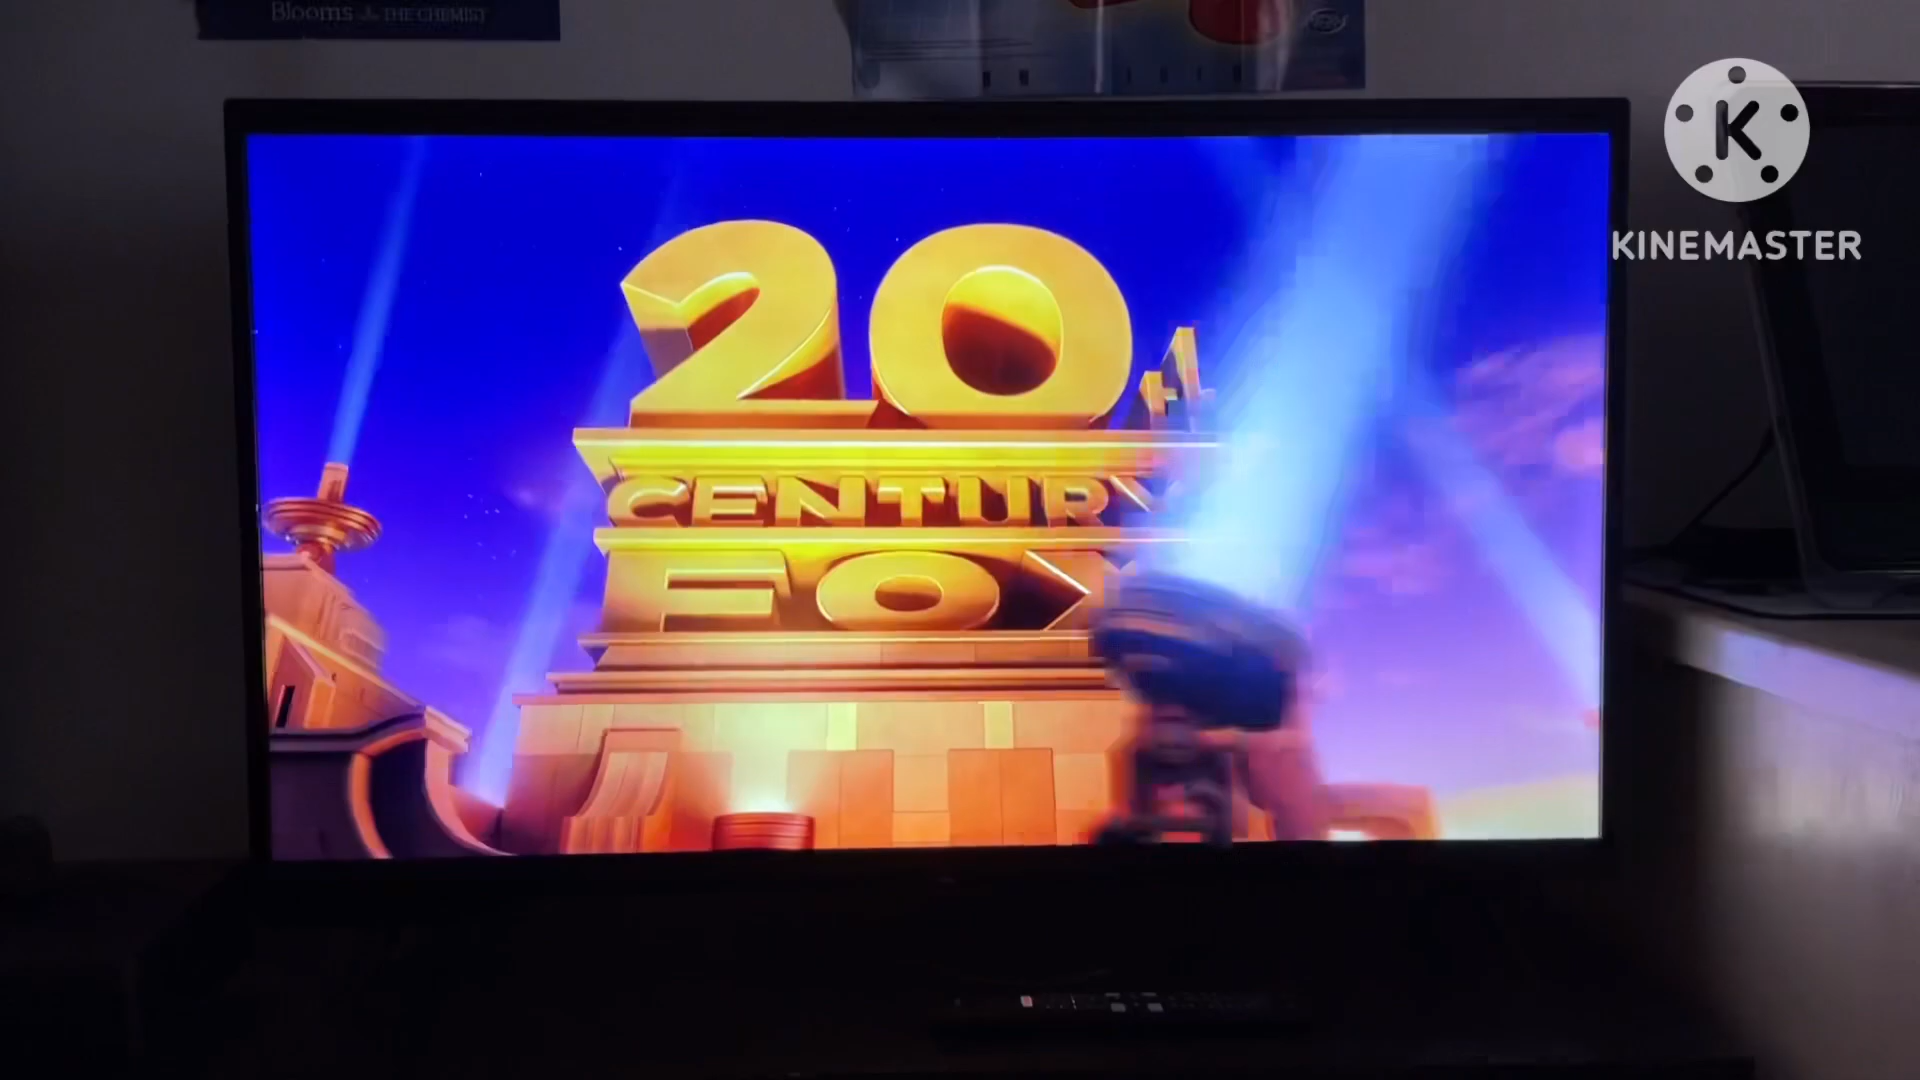 Blooms THE CHEMIST
K
KINEMASTER
20th
CENTURY
FOX